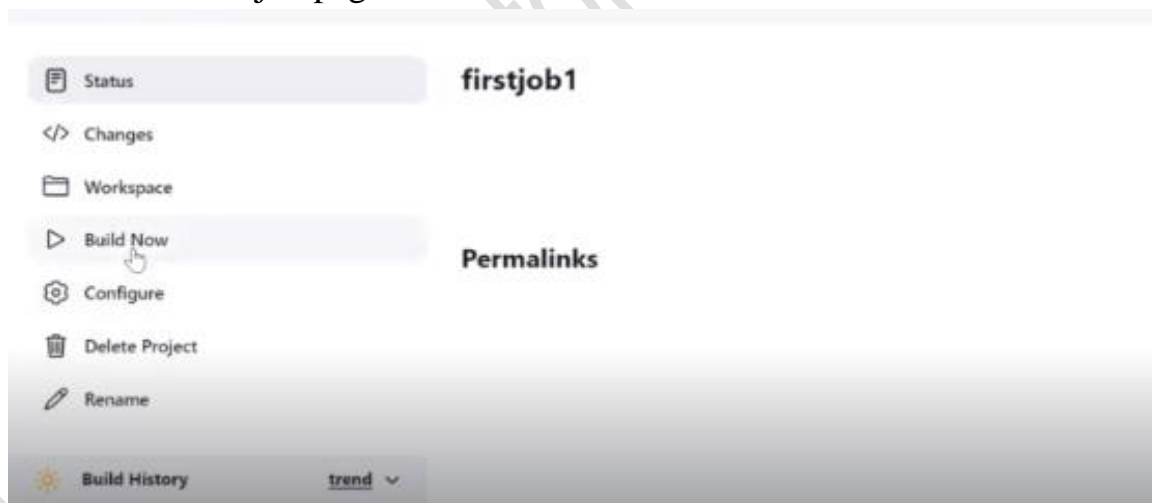 Status
Changes
Workspace
Build Now
Configure
Delete Project
Rename
Build History trend
firstjob1
Permalinks